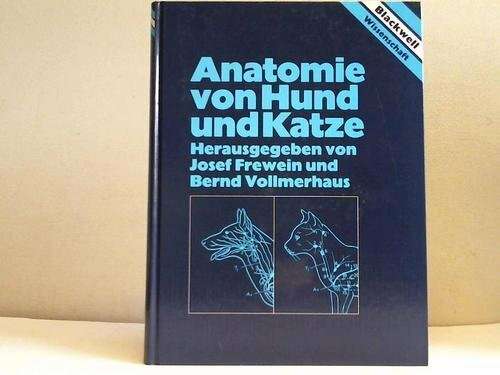 Blackwell
Wissenschaft
Anatomie
von Hund
und Katze
Herausgegeben von
Josef Frewein und
Bernd Vollmerhaus